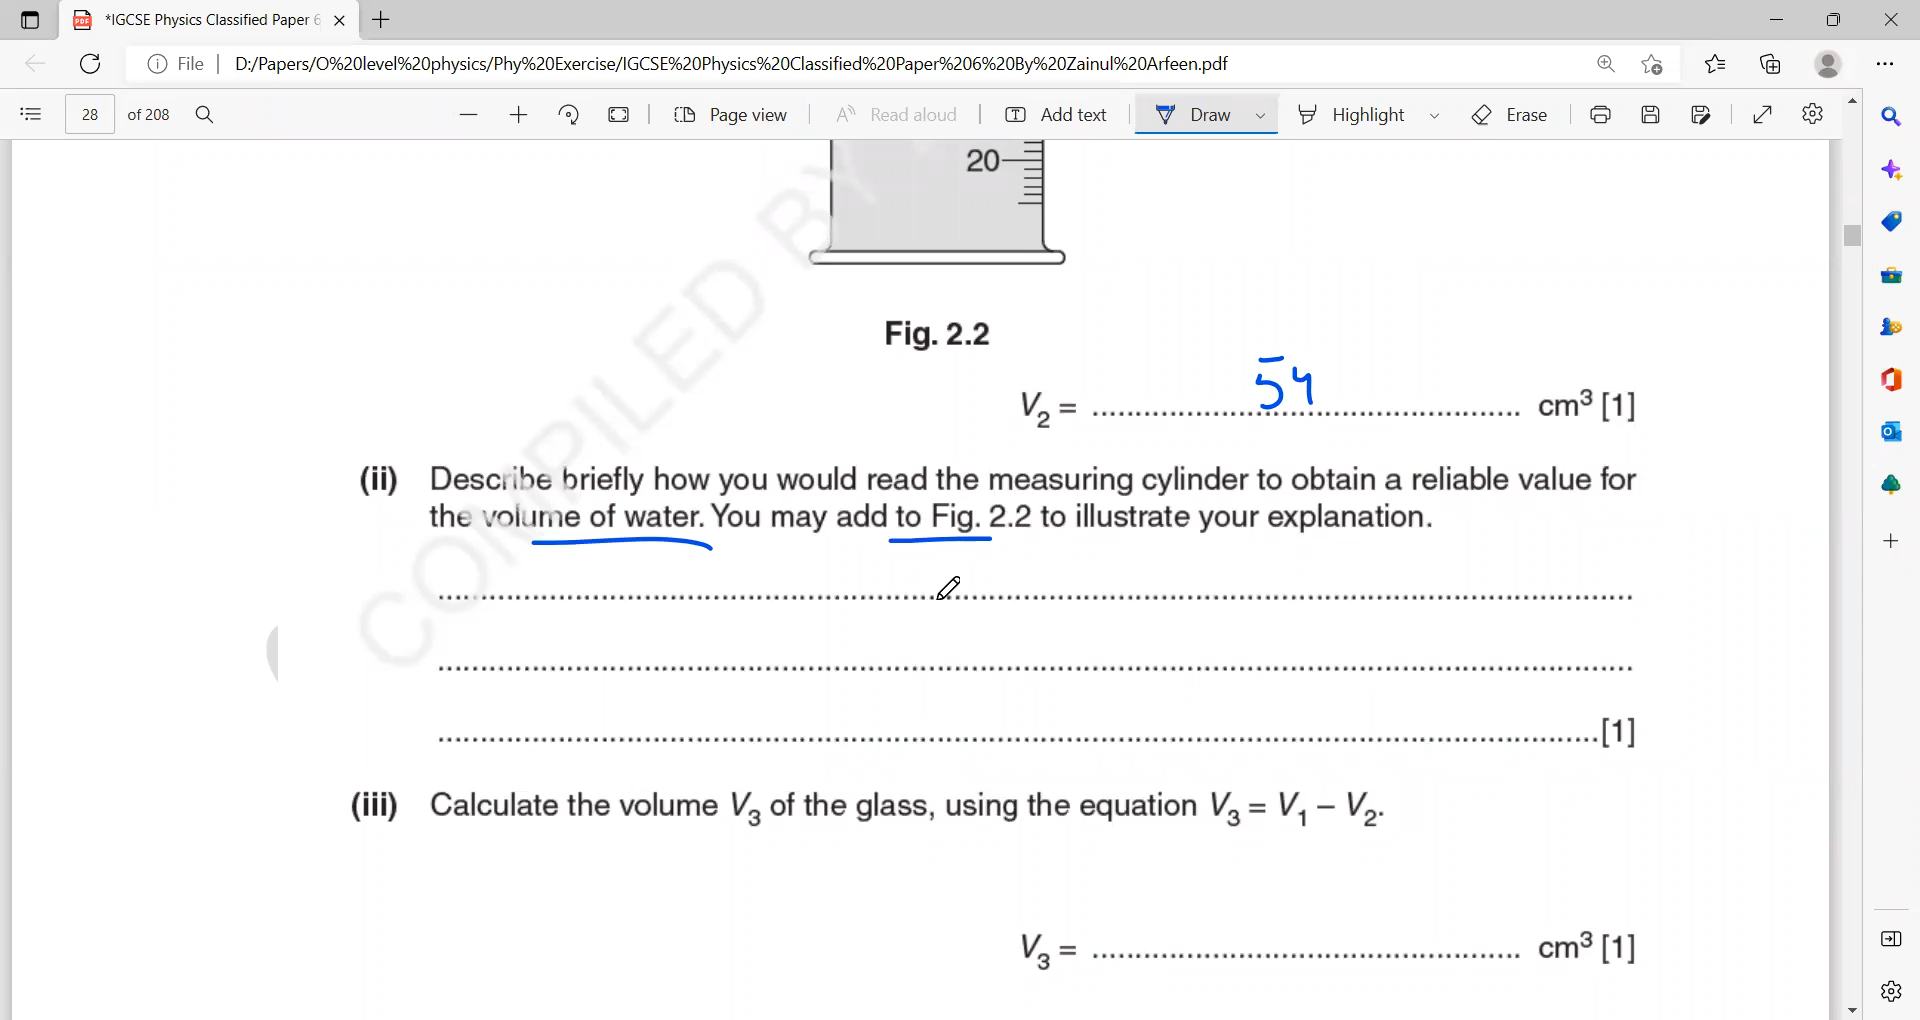 *IGCSE Physics Classified Paper 6
File
D:/Papers/O%20level%20physics/Phy%20Exercise/IGCSE%20Physics%20Classified%20Paper%206%20By%20Zainul%20Arfeen.pdf
28 of 208
Page view
Read aloud
Add text
Draw
Highlight
Erase
20
COMPILED BY
Fig. 2.2
54
V2 = ........................................ cm³ [1]
(ii) Describe briefly how you would read the measuring cylinder to obtain a reliable value for
the volume of water. You may add to Fig. 2.2 to illustrate your explanation.
..........................................................................................
..........................................................................................
..........................................................................................[1]
(iii) Calculate the volume V3 of the glass, using the equation V3 = V1 – V2.
V3 = ........................................ cm³ [1]